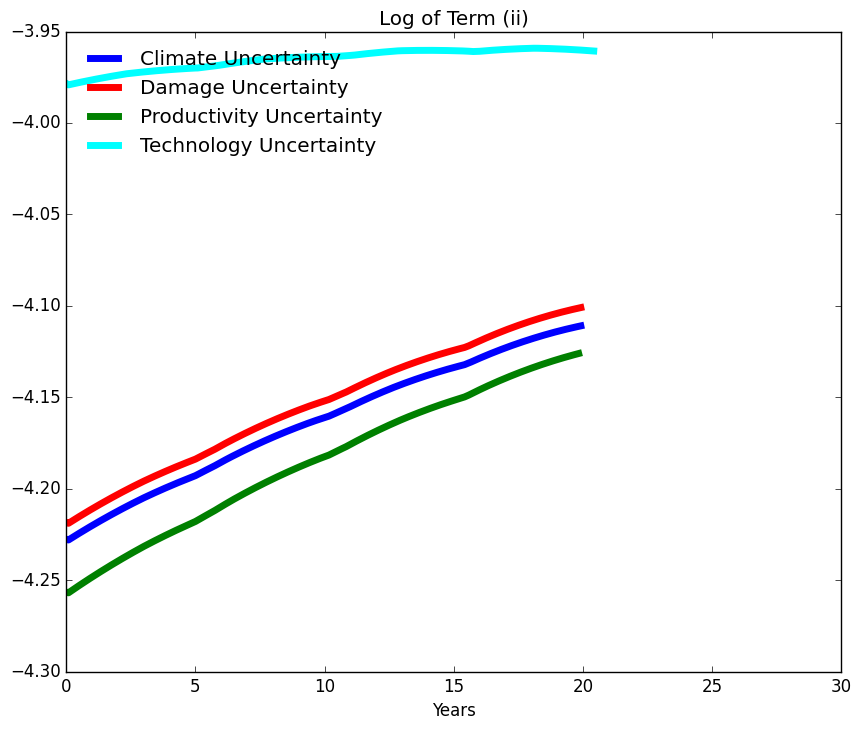 Log of Term (ii)
Climate Uncertainty
Damage Uncertainty
Productivity Uncertainty
Technology Uncertainty
−3.95
−4.00
−4.05
−4.10
−4.15
−4.20
−4.25
−4.30
0 5 10 15 20 25 30
Years